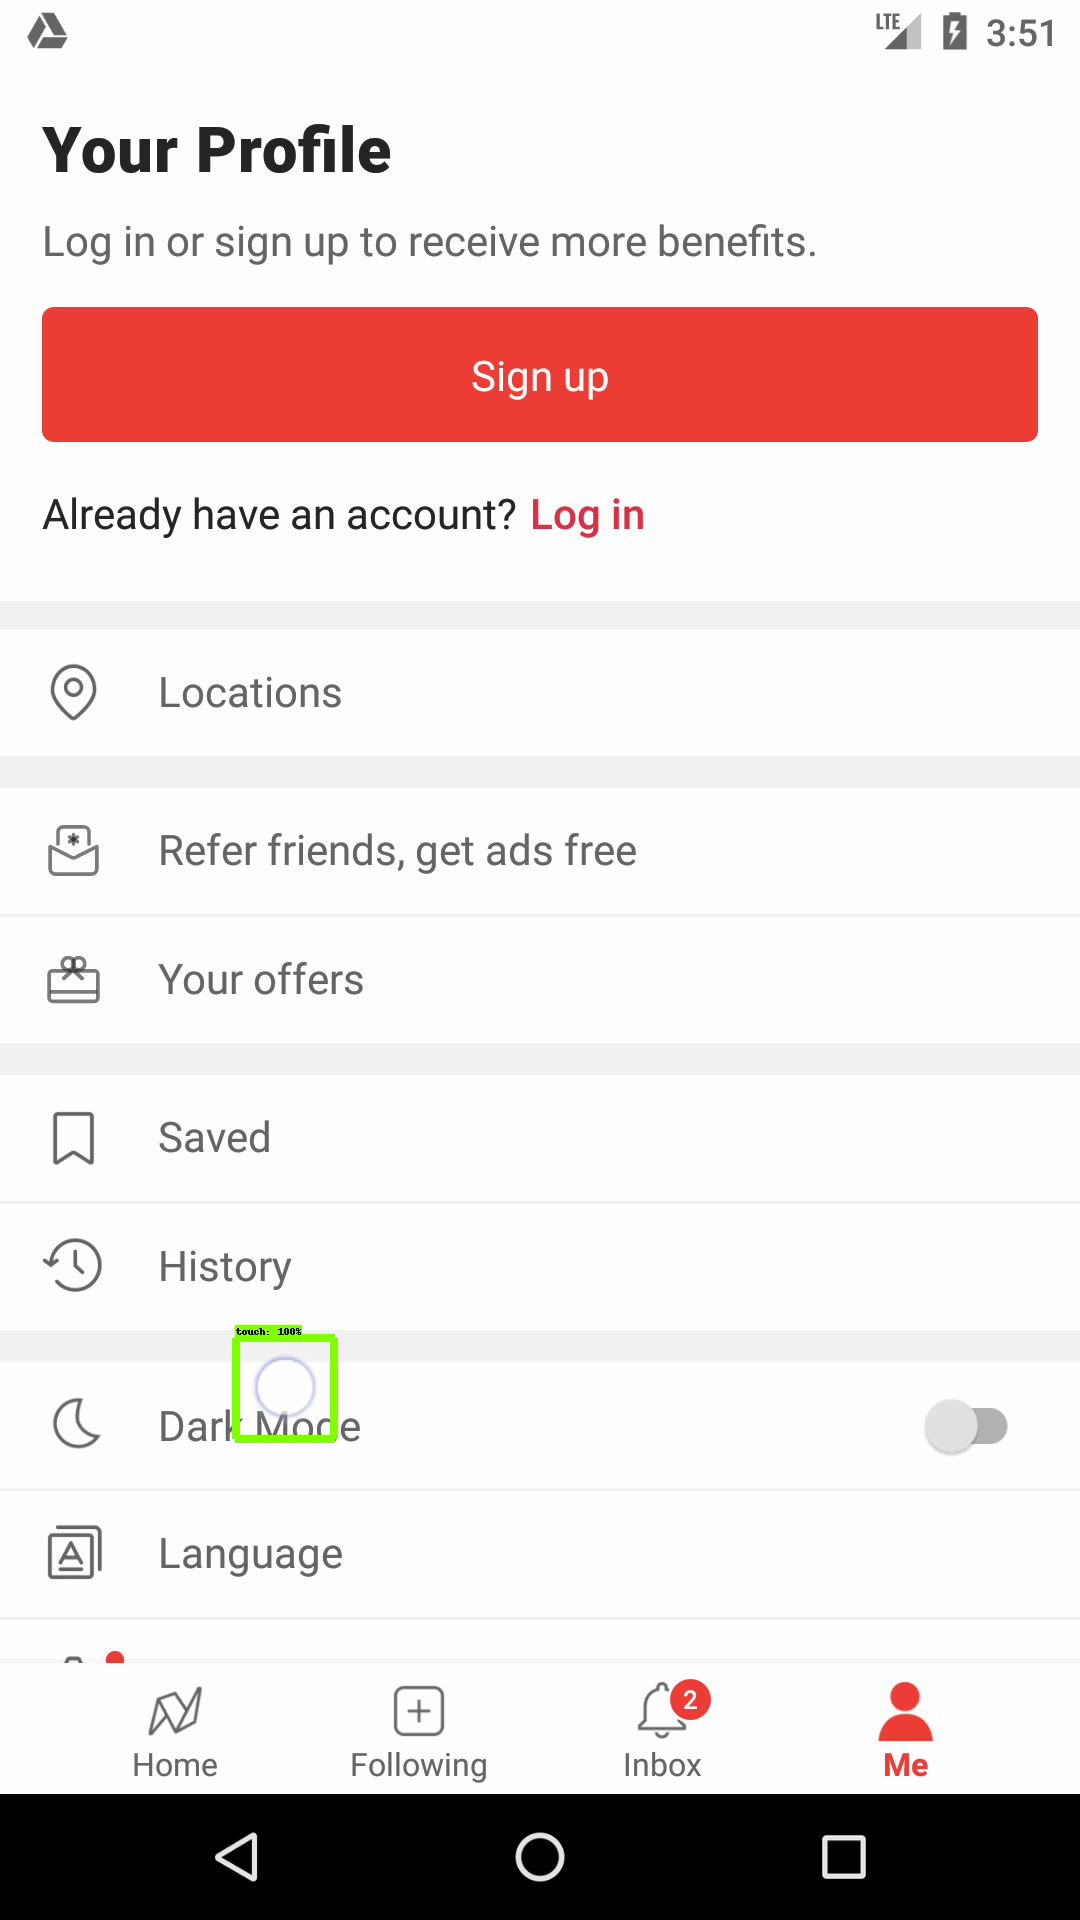 LTE 3:51
Your Profile
Log in or sign up to receive more benefits.
Sign up
Already have an account? Log in
Locations
Refer friends, get ads free
Your offers
Saved
History
touch: 100%
Dark Mode
Language
2
Home Following Inbox Me